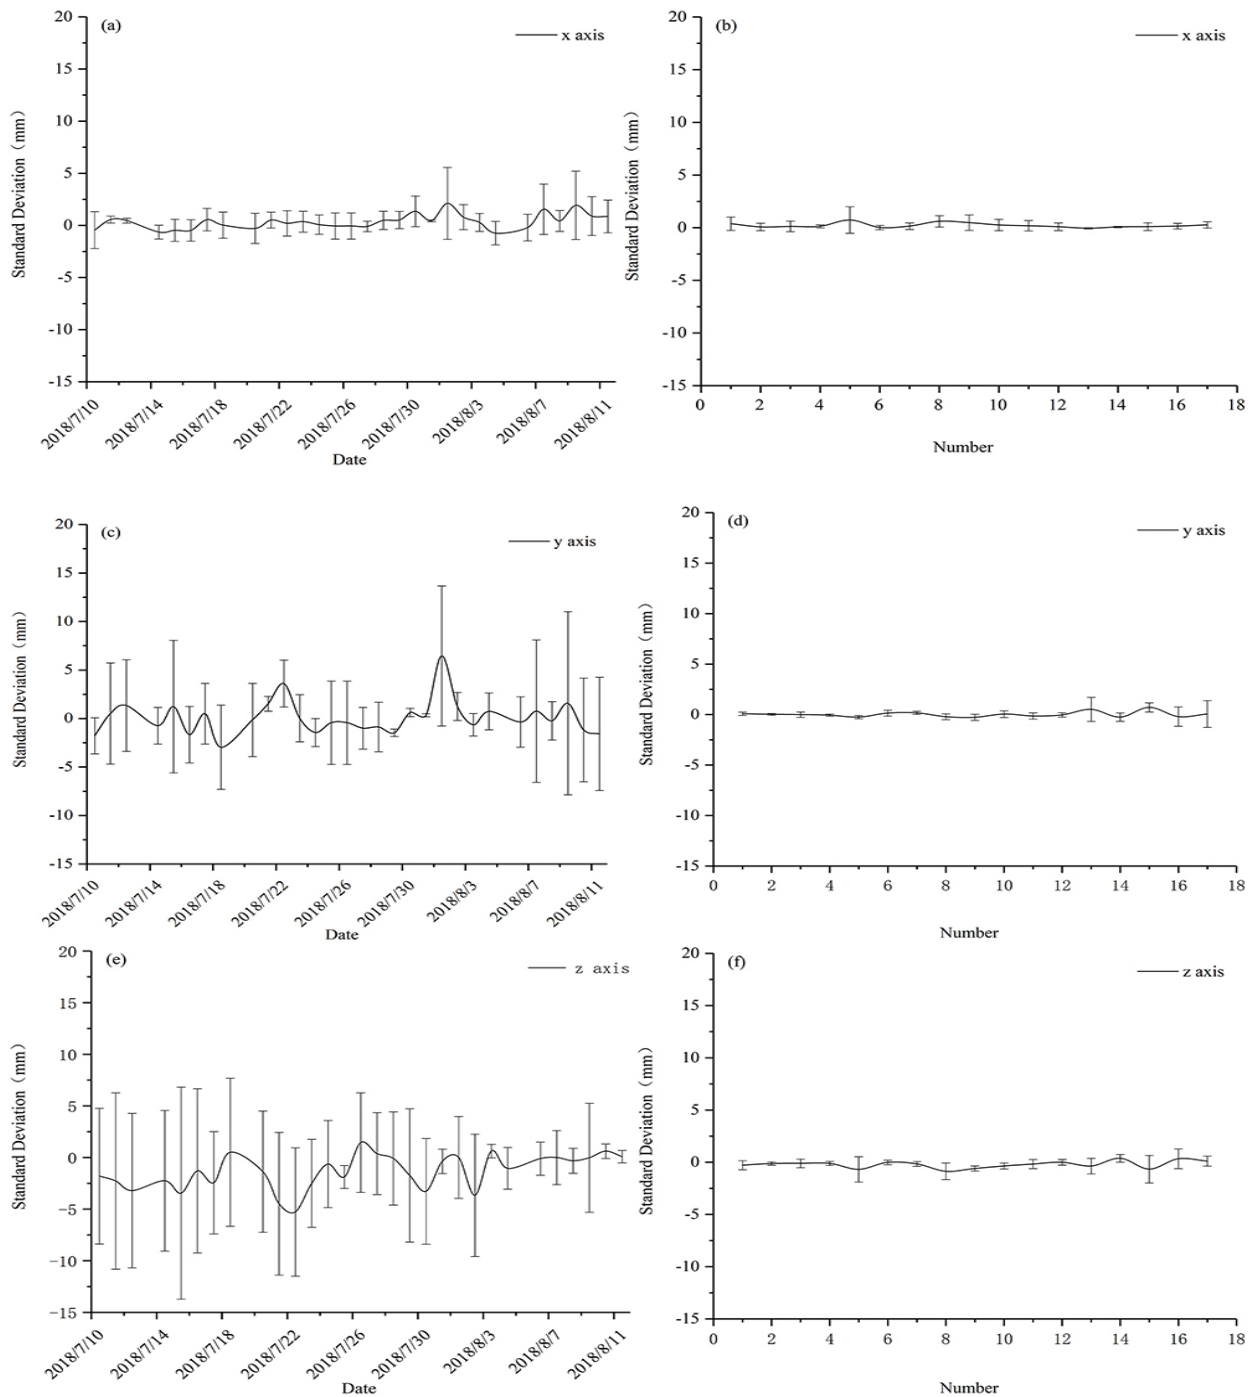 (a)
x axis
20
15
10
5
0
-5
-10
-15
Standard Deviation（mm）
2018/7/10
2018/7/14
2018/7/18
2018/7/22
2018/7/26
2018/7/30
2018/8/3
2018/8/7
2018/8/11
Date
(b)
x axis
20
15
10
5
0
-5
-10
-15
Standard Deviation（mm）
0 2 4 6 8 10 12 14 16 18
Number
(c)
y axis
20
15
10
5
0
-5
-10
-15
Standard Deviation（mm）
2018/7/10
2018/7/14
2018/7/18
2018/7/22
2018/7/26
2018/7/30
2018/8/3
2018/8/7
2018/8/11
Date
(d)
y axis
20
15
10
5
0
-5
-10
-15
Standard Deviation（mm）
0 2 4 6 8 10 12 14 16 18
Number
(e)
z axis
20
15
10
5
0
-5
-10
-15
Standard Deviation（mm）
2018/7/10
2018/7/14
2018/7/18
2018/7/22
2018/7/26
2018/7/30
2018/8/3
2018/8/7
2018/8/11
Date
(f)
z axis
20
15
10
5
0
-5
-10
-15
Standard Deviation（mm）
0 2 4 6 8 10 12 14 16 18
Number